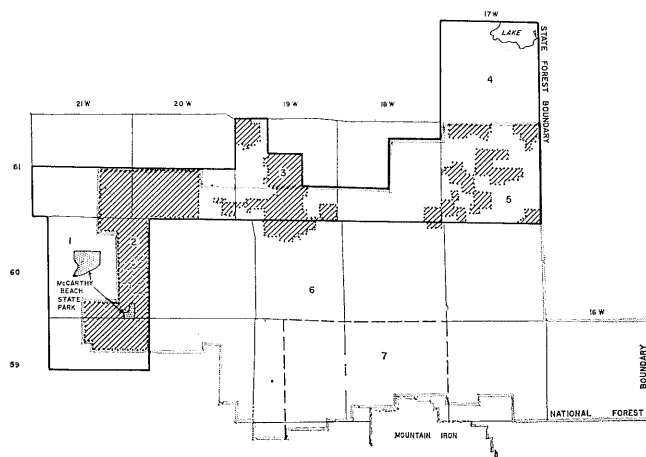 17 W
LAKE
STATE FOREST BOUNDARY
4
21 W
20 W
19 W
18 W
61
3
5
1
2
60
McCARTHY
BEACH
STATE
PARK
6
16 W
59
7
BOUNDARY
NATIONAL FOREST
MOUNTAIN IRON